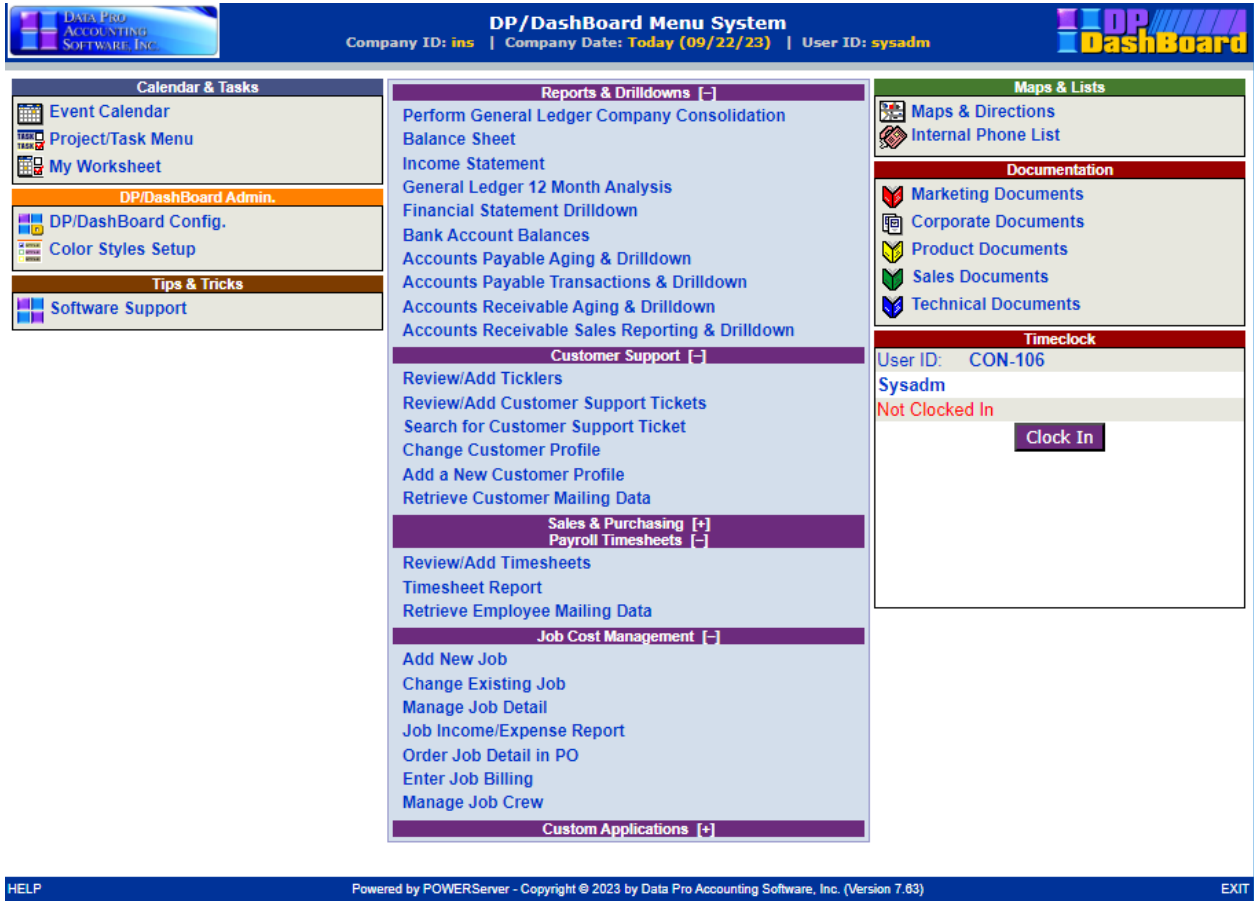 DATA PRO
ACCOUNTING
SOFTWARE, INC.
DP/DashBoard Menu System
Company ID: ins | Company Date: Today (09/22/23) | User ID: sysadm
DP
DashBoard
Calendar & Tasks
Event Calendar
Project/Task Menu
My Worksheet
DP/DashBoard Admin.
DP/DashBoard Config.
Color Styles Setup
Tips & Tricks
Software Support
Reports & Drilldowns [–]
Perform General Ledger Company Consolidation
Balance Sheet
Income Statement
General Ledger 12 Month Analysis
Financial Statement Drilldown
Bank Account Balances
Accounts Payable Aging & Drilldown
Accounts Payable Transactions & Drilldown
Accounts Receivable Aging & Drilldown
Accounts Receivable Sales Reporting & Drilldown
Customer Support [–]
Review/Add Ticklers
Review/Add Customer Support Tickets
Search for Customer Support Ticket
Change Customer Profile
Add a New Customer Profile
Retrieve Customer Mailing Data
Sales & Purchasing [+]
Payroll Timesheets [–]
Review/Add Timesheets
Timesheet Report
Retrieve Employee Mailing Data
Job Cost Management [–]
Add New Job
Change Existing Job
Manage Job Detail
Job Income/Expense Report
Order Job Detail in PO
Enter Job Billing
Manage Job Crew
Custom Applications [+]
Maps & Lists
Maps & Directions
Internal Phone List
Documentation
Marketing Documents
Corporate Documents
Product Documents
Sales Documents
Technical Documents
Timeclock
User ID: CON-106
Sysadm
Not Clocked In
Clock In
HELP
Powered by POWERServer - Copyright © 2023 by Data Pro Accounting Software, Inc. (Version 7.63)
EXIT